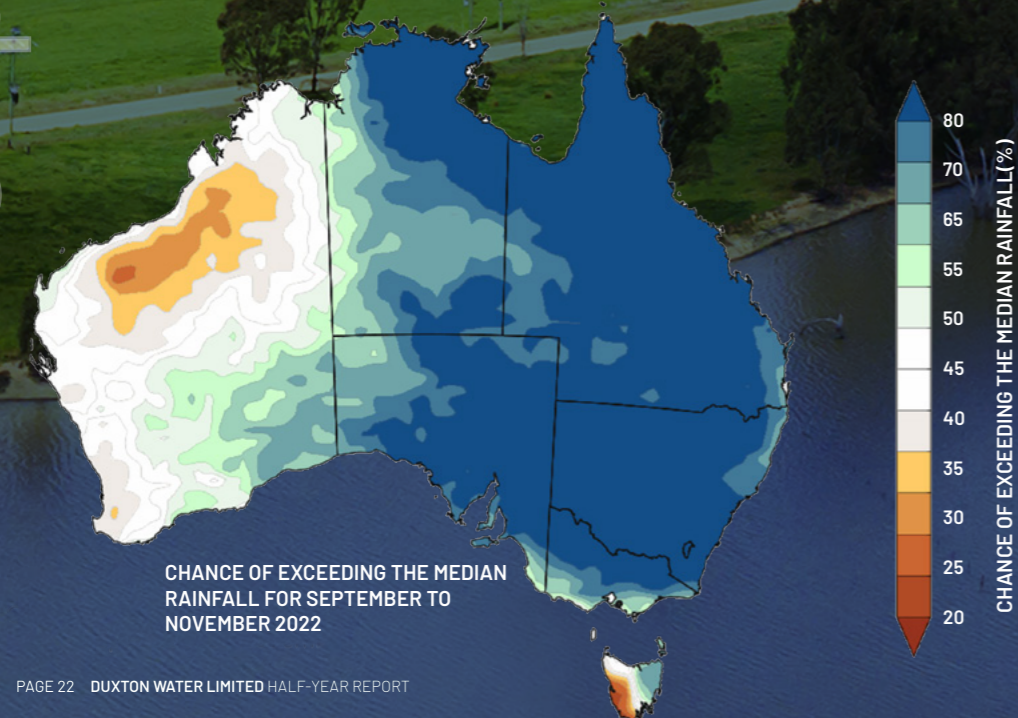 80
70
65
55
50
45
40
35
30
25
20
CHANCE OF EXCEEDING THE MEDIAN RAINFALL(%)
CHANCE OF EXCEEDING THE MEDIAN
RAINFALL FOR SEPTEMBER TO
NOVEMBER 2022
PAGE 22 DUXTON WATER LIMITED HALF-YEAR REPORT